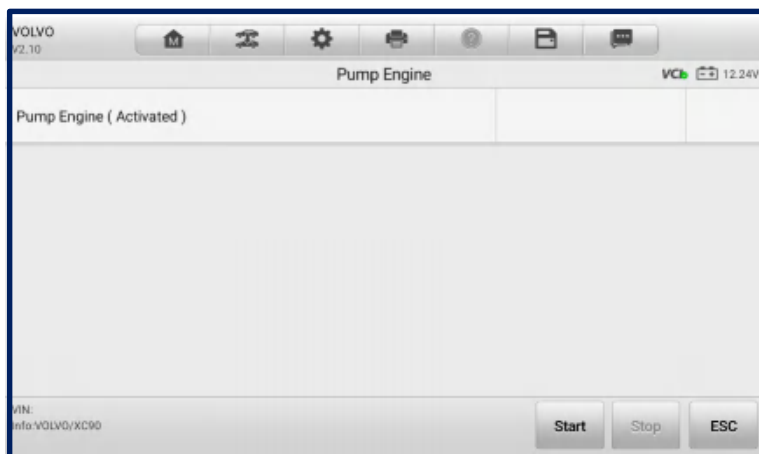 VOLVO
V2.10
M
Pump Engine
VCI
12.24V
Pump Engine ( Activated )
VIN:
Info:VOLVO/XC90
Start
Stop
ESC